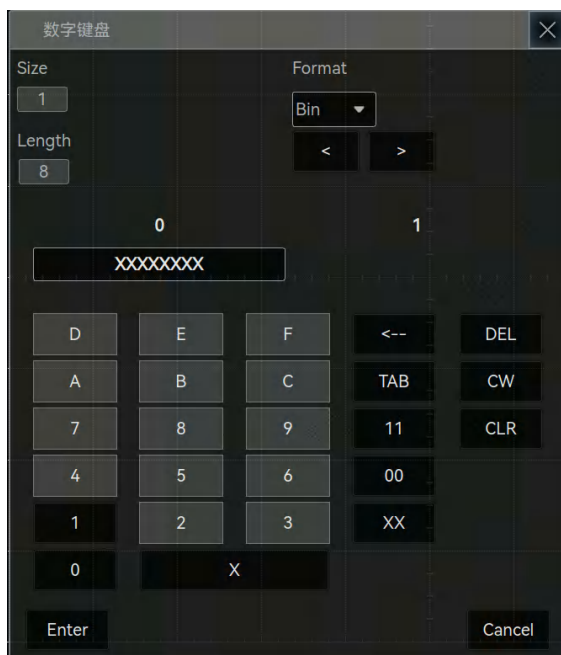 数字键盘
Size
Format
1
Bin
Length
< >
8
0 1
XXXXXXXX
D E F <-- DEL
A B C TAB CW
7 8 9 11 CLR
4 5 6 00
1 2 3 XX
0 X
Enter Cancel